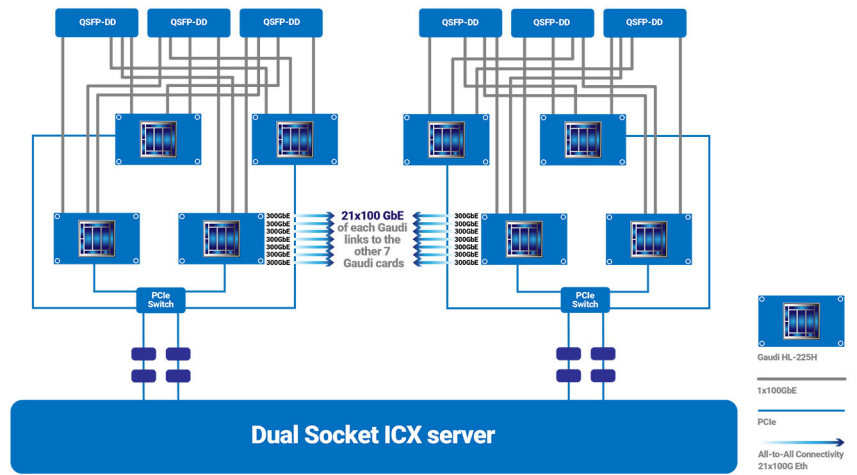 QSFP-DD QSFP-DD QSFP-DD QSFP-DD QSFP-DD QSFP-DD
300GbE
300GbE
300GbE
300GbE
300GbE
300GbE
300GbE
21x100 GbE
of each Gaudi
links to the
other 7
Gaudi cards
300GbE
300GbE
300GbE
300GbE
300GbE
300GbE
300GbE
PCIe
Switch
PCIe
Switch
Dual Socket ICX server
Gaudi HL-225H
1x100GbE
PCIe
All-to-All Connectivity
21x100G Eth